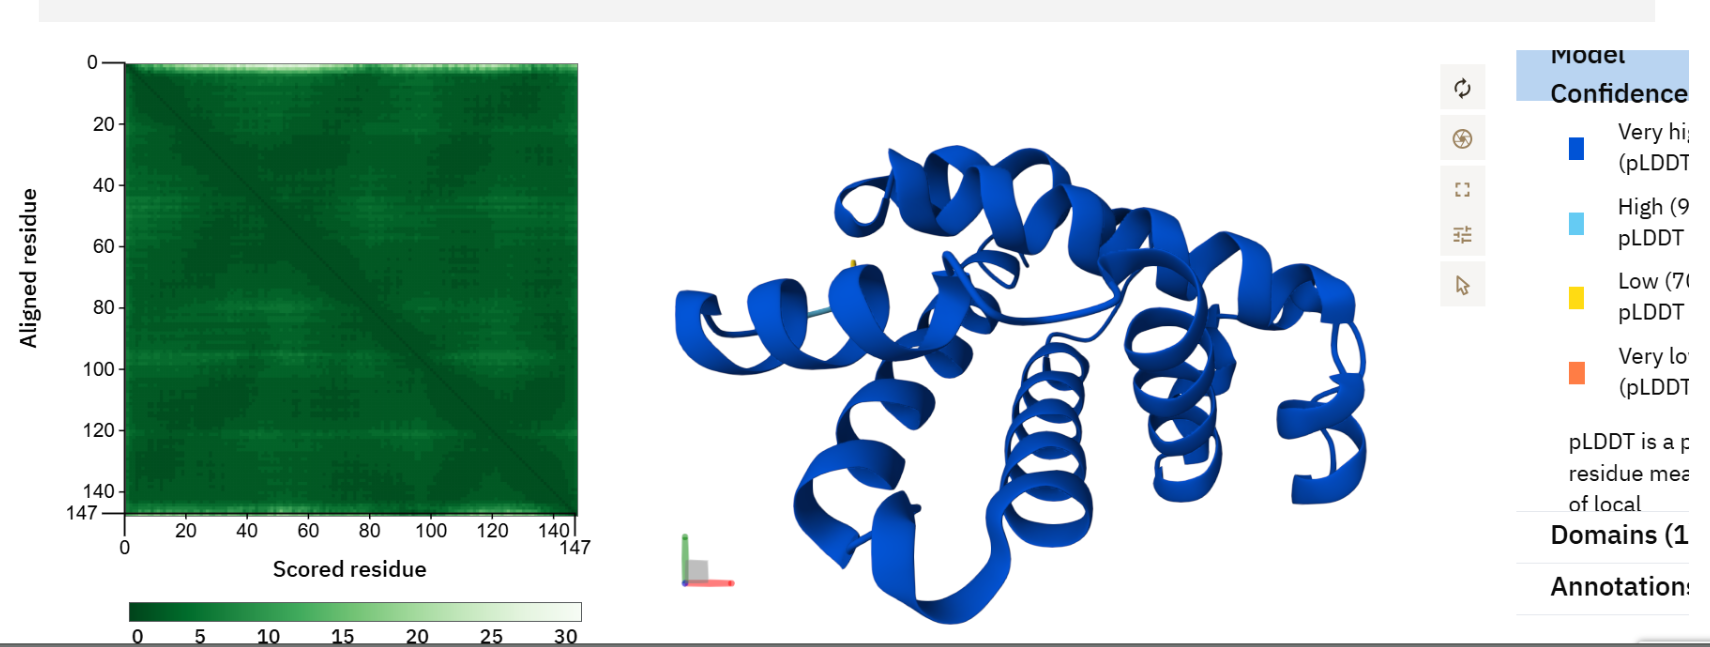 0
20
40
60
80
100
120
140
147
Aligned residue
0 20 40 60 80 100 120 140 147
Scored residue
0 5 10 15 20 25 30
Model
Confidence
Very hi
(pLDDT
High (9
pLDDT
Low (70
pLDDT
Very lo
(pLDDT
pLDDT is a p
residue mea
of local
Domains (1
Annotations